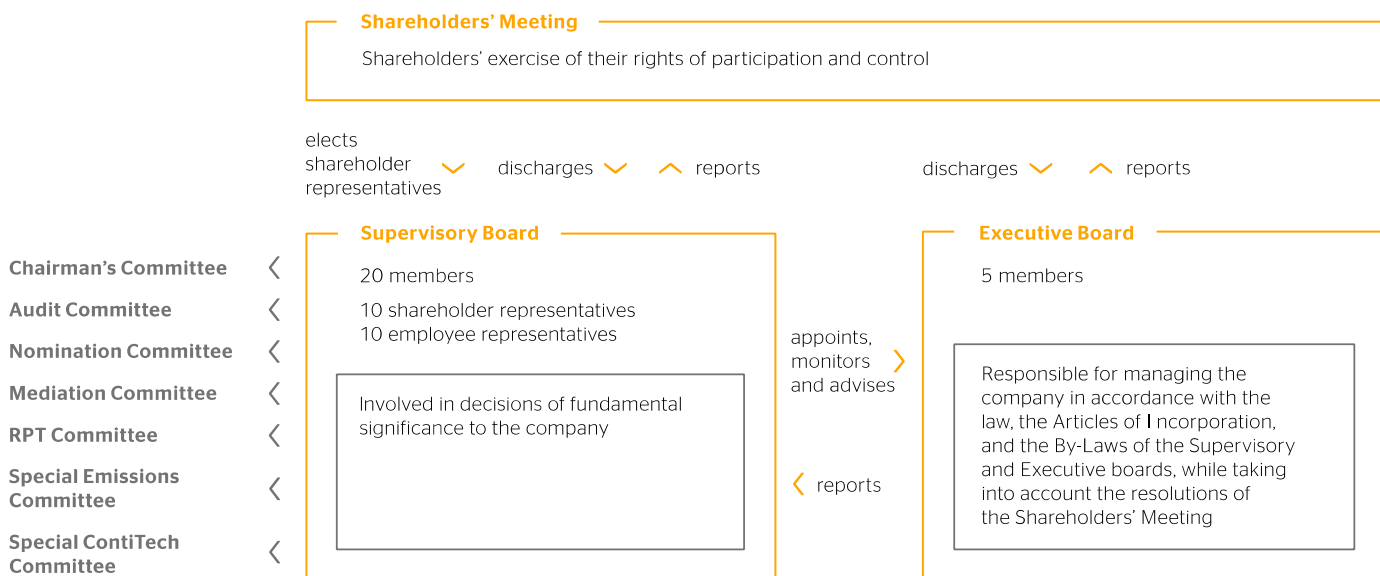 Shareholders’ Meeting
Shareholders’ exercise of their rights of participation and control
elects
shareholder
representatives
discharges
reports
discharges
reports
Chairman’s Committee
Audit Committee
Nomination Committee
Mediation Committee
RPT Committee
Special Emissions
Committee
Special ContiTech
Committee
Supervisory Board
20 members
10 shareholder representatives
10 employee representatives
Involved in decisions of fundamental
significance to the company
appoints,
monitors
and advises
reports
Executive Board
5 members
Responsible for managing the
company in accordance with the
law, the Articles of Incorporation,
and the By-Laws of the Supervisory
and Executive boards, while taking
into account the resolutions of
the Shareholders’ Meeting